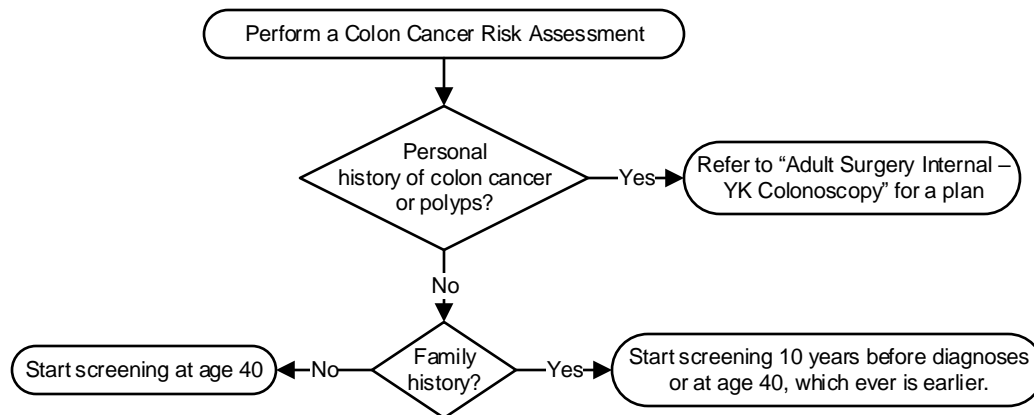 Perform a Colon Cancer Risk Assessment
Personal
history of colon cancer
or polyps?
Yes
Refer to “Adult Surgery Internal –
YK Colonoscopy” for a plan
No
Start screening at age 40
No
Family
history?
Yes
Start screening 10 years before diagnoses
or at age 40, which ever is earlier.